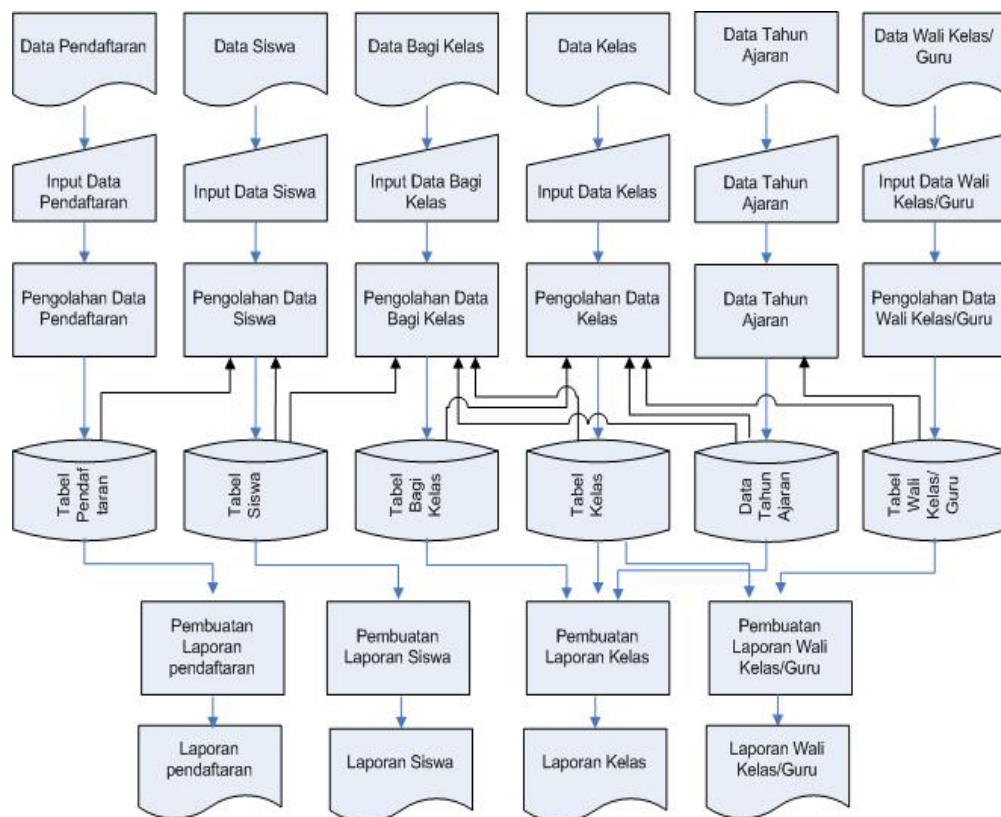 Data Pendaftaran
Data Siswa
Data Bagi Kelas
Data Kelas
Data Tahun
Ajaran
Data Wali Kelas/
Guru
Input Data
Pendaftaran
Input Data Siswa
Input Data Bagi
Kelas
Input Data Kelas
Data Tahun
Ajaran
Input Data Wali
Kelas/Guru
Pengolahan Data
Pendaftaran
Pengolahan Data
Siswa
Pengolahan Data
Bagi Kelas
Pengolahan Data
Kelas
Data Tahun
Ajaran
Pengolahan Data
Wali Kelas/Guru
Tabel
Pendaf
taran
Tabel
Siswa
Tabel
Bagi
Kelas
Tabel
Kelas
Data
Tahun
Ajaran
Tabel
Wali
Kelas/
Guru
Pembuatan
Laporan
pendaftaran
Pembuatan
Laporan Siswa
Pembuatan
Laporan Kelas
Pembuatan
Laporan Wali
Kelas/Guru
Laporan
pendaftaran
Laporan Siswa
Laporan Kelas
Laporan Wali
Kelas/Guru